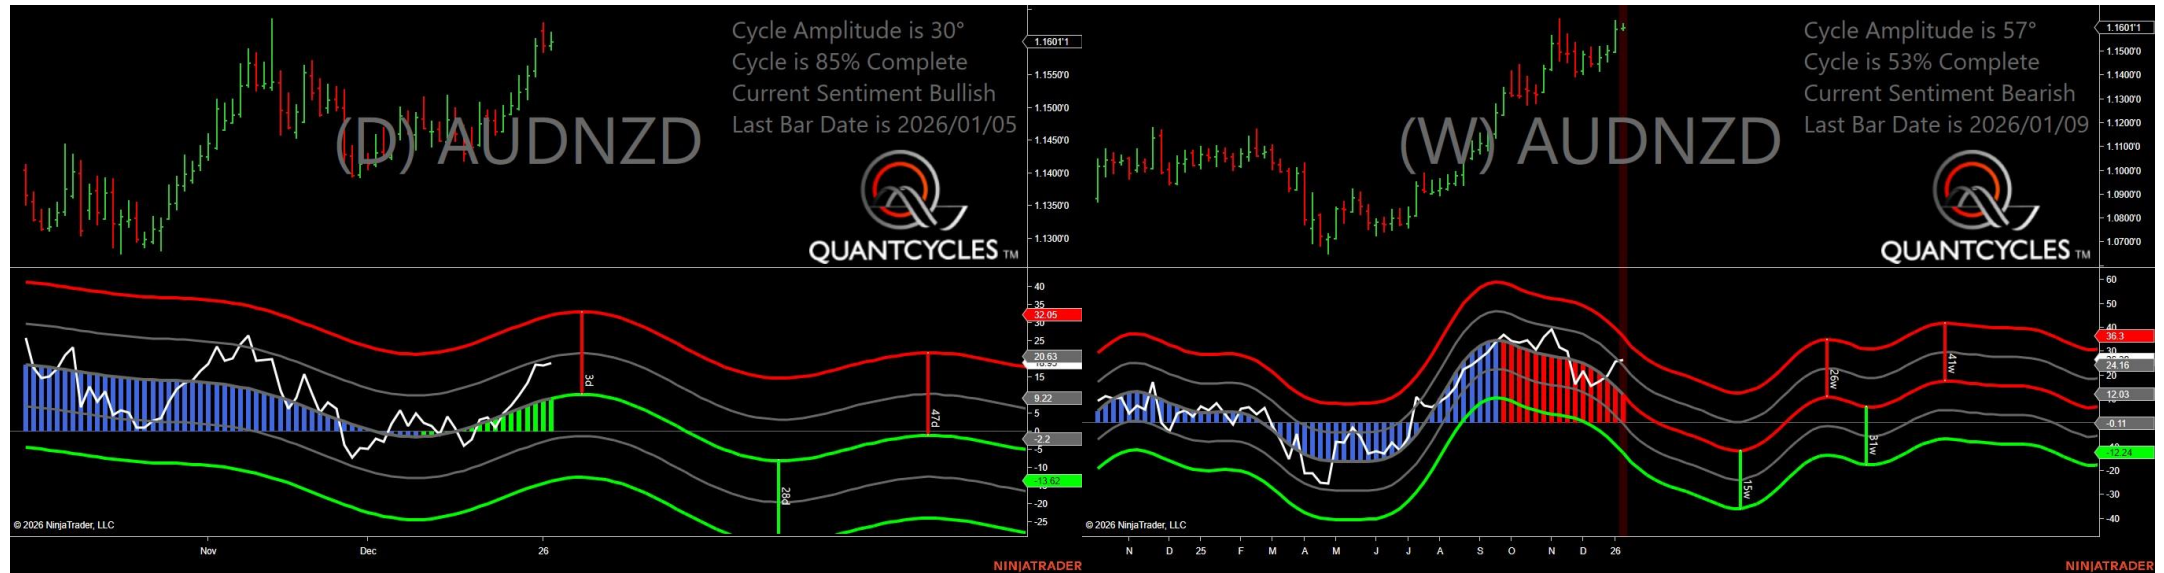 Cycle Amplitude is 30°
Cycle is 85% Complete
Current Sentiment Bullish
Last Bar Date is 2026/01/05
(D) AUDNZD
QUANTCYCLES TM
1.1601'1
1.1550'0
1.1500'0
1.1450'0
1.1400'0
1.1350'0
1.1300'0
40
35
32.05
30
25
20.63
15
9.22
5
0
-2.2
-5
-10
-13.62
-20
-25
3d
28d
47d
© 2026 NinjaTrader, LLC
Nov
Dec
26
NINJATRADER
Cycle Amplitude is 57°
Cycle is 53% Complete
Current Sentiment Bearish
Last Bar Date is 2026/01/09
(W) AUDNZD
QUANTCYCLES TM
1.1601'1
1.1500'0
1.1400'0
1.1300'0
1.1200'0
1.1100'0
1.1000'0
1.0900'0
1.0800'0
1.0700'0
60
50
40
36.3
30
24.16
20
12.03
-0.11
-12.24
-20
-30
-40
15w
26w
31w
41w
© 2026 NinjaTrader, LLC
N D 25 F M A M J J A S O N D 26
NINJATRADER